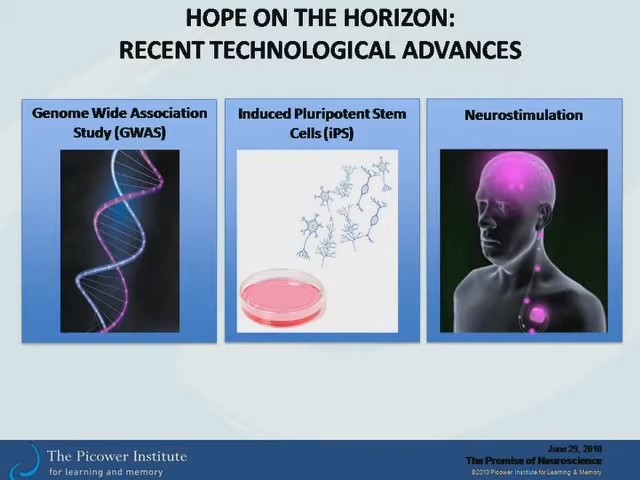 HOPE ON THE HORIZON:
RECENT TECHNOLOGICAL ADVANCES
Genome Wide Association
Study (GWAS)
Induced Pluripotent Stem
Cells (iPS)
Neurostimulation
The Picower Institute
for learning and memory
June 29, 2010
The Promise of Neuroscience
©2010 Picower Institute for Learning & Memory